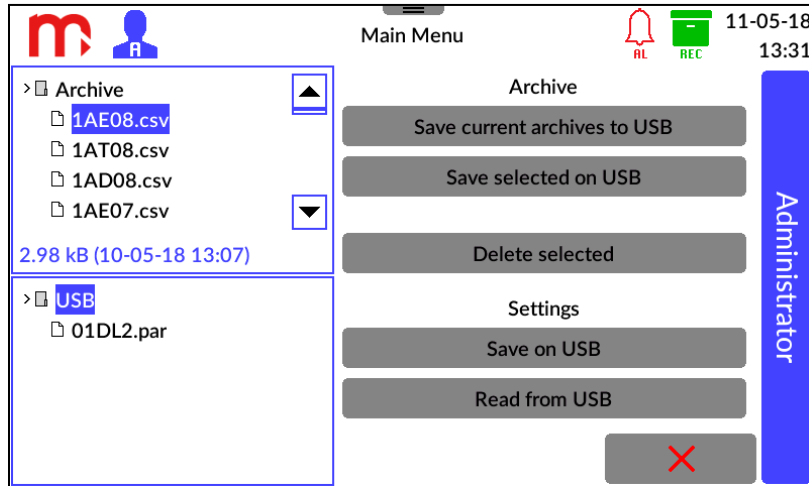 m
A
Main Menu
AL
REC
11-05-18
13:31
Archive
1AE08.csv
1AT08.csv
1AD08.csv
1AE07.csv
2.98 kB (10-05-18 13:07)
USB
01DL2.par
Archive
Save current archives to USB
Save selected on USB
Delete selected
Settings
Save on USB
Read from USB
Administrator